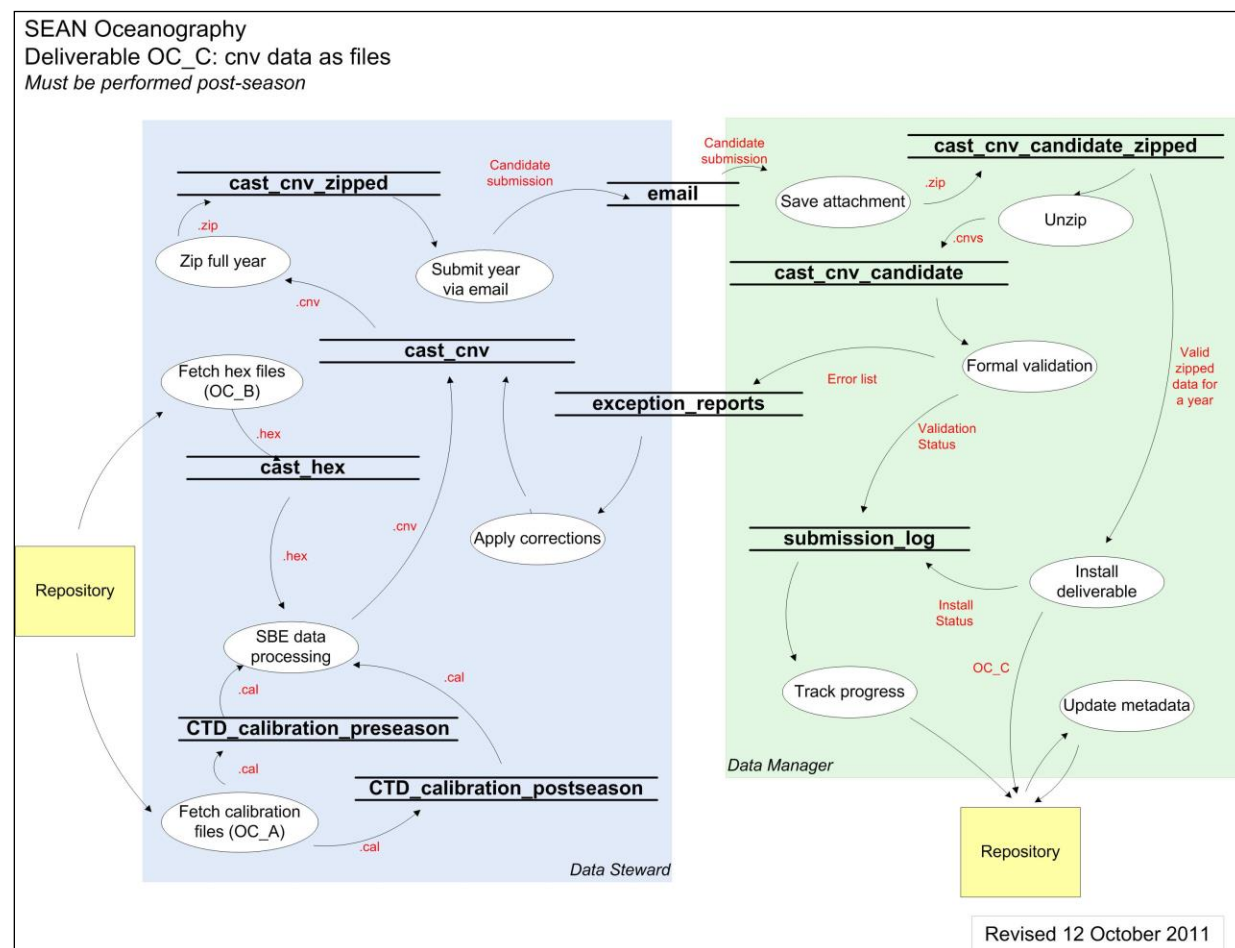 SEAN Oceanography
Deliverable OC_C: cnv data as files
Must be performed post-season
cast_cnv_zipped
Candidate
submission
email
Candidate
submission
cast_cnv_candidate_zipped
Save attachment
.zip
Unzip
.zip
Zip full year
Submit year
via email
.cnvs
cast_cnv_candidate
.cnv
cast_cnv
Fetch hex files
(OC_B)
Formal validation
Error list
Valid
zipped
data for
a year
exception_reports
.hex
Validation
Status
cast_hex
.cnv
Apply corrections
submission_log
.hex
Repository
Install
deliverable
Install
Status
SBE data
processing
.cal
.cal
OC_C
Track progress
Update metadata
CTD_calibration_preseason
.cal
CTD_calibration_postseason
Data Manager
Fetch calibration
files (OC_A)
.cal
Repository
Data Steward
Revised 12 October 2011